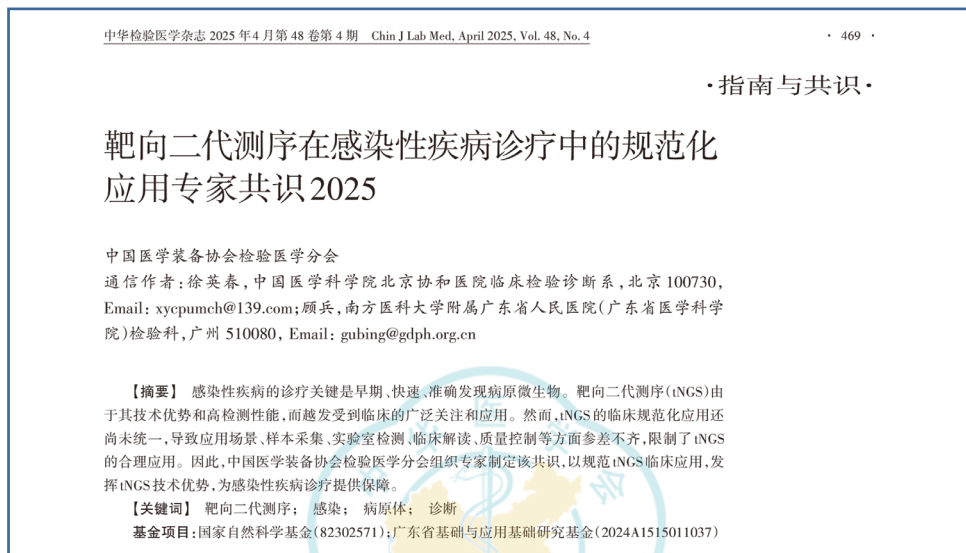 中华检验医学杂志 2025 年 4 月第 48 卷第 4 期 Chin J Lab Med, April 2025, Vol. 48, No. 4 · 469 ·
·指南与共识·
靶向二代测序在感染性疾病诊疗中的规范化
应用专家共识2025
中国医学装备协会检验医学分会
通信作者:徐英春,中国医学科学院北京协和医院临床检验诊断系,北京 100730,
Email: xycpumch@139.com;顾兵,南方医科大学附属广东省人民医院(广东省医学科学
院)检验科,广州 510080, Email: gubing@gdph.org.cn
【摘要】 感染性疾病的诊疗关键是早期、快速、准确发现病原微生物。靶向二代测序(tNGS)由
于其技术优势和高检测性能,而越发受到临床的广泛关注和应用。然而,tNGS的临床规范化应用还
尚未统一,导致应用场景、样本采集、实验室检测、临床解读、质量控制等方面参差不齐,限制了tNGS
的合理应用。因此,中国医学装备协会检验医学分会组织专家制定该共识,以规范tNGS临床应用,发
挥tNGS技术优势,为感染性疾病诊疗提供保障。
【关键词】 靶向二代测序; 感染; 病原体; 诊断
基金项目:国家自然科学基金(82302571);广东省基础与应用基础研究基金(2024A1515011037)
中 华 医 学 会